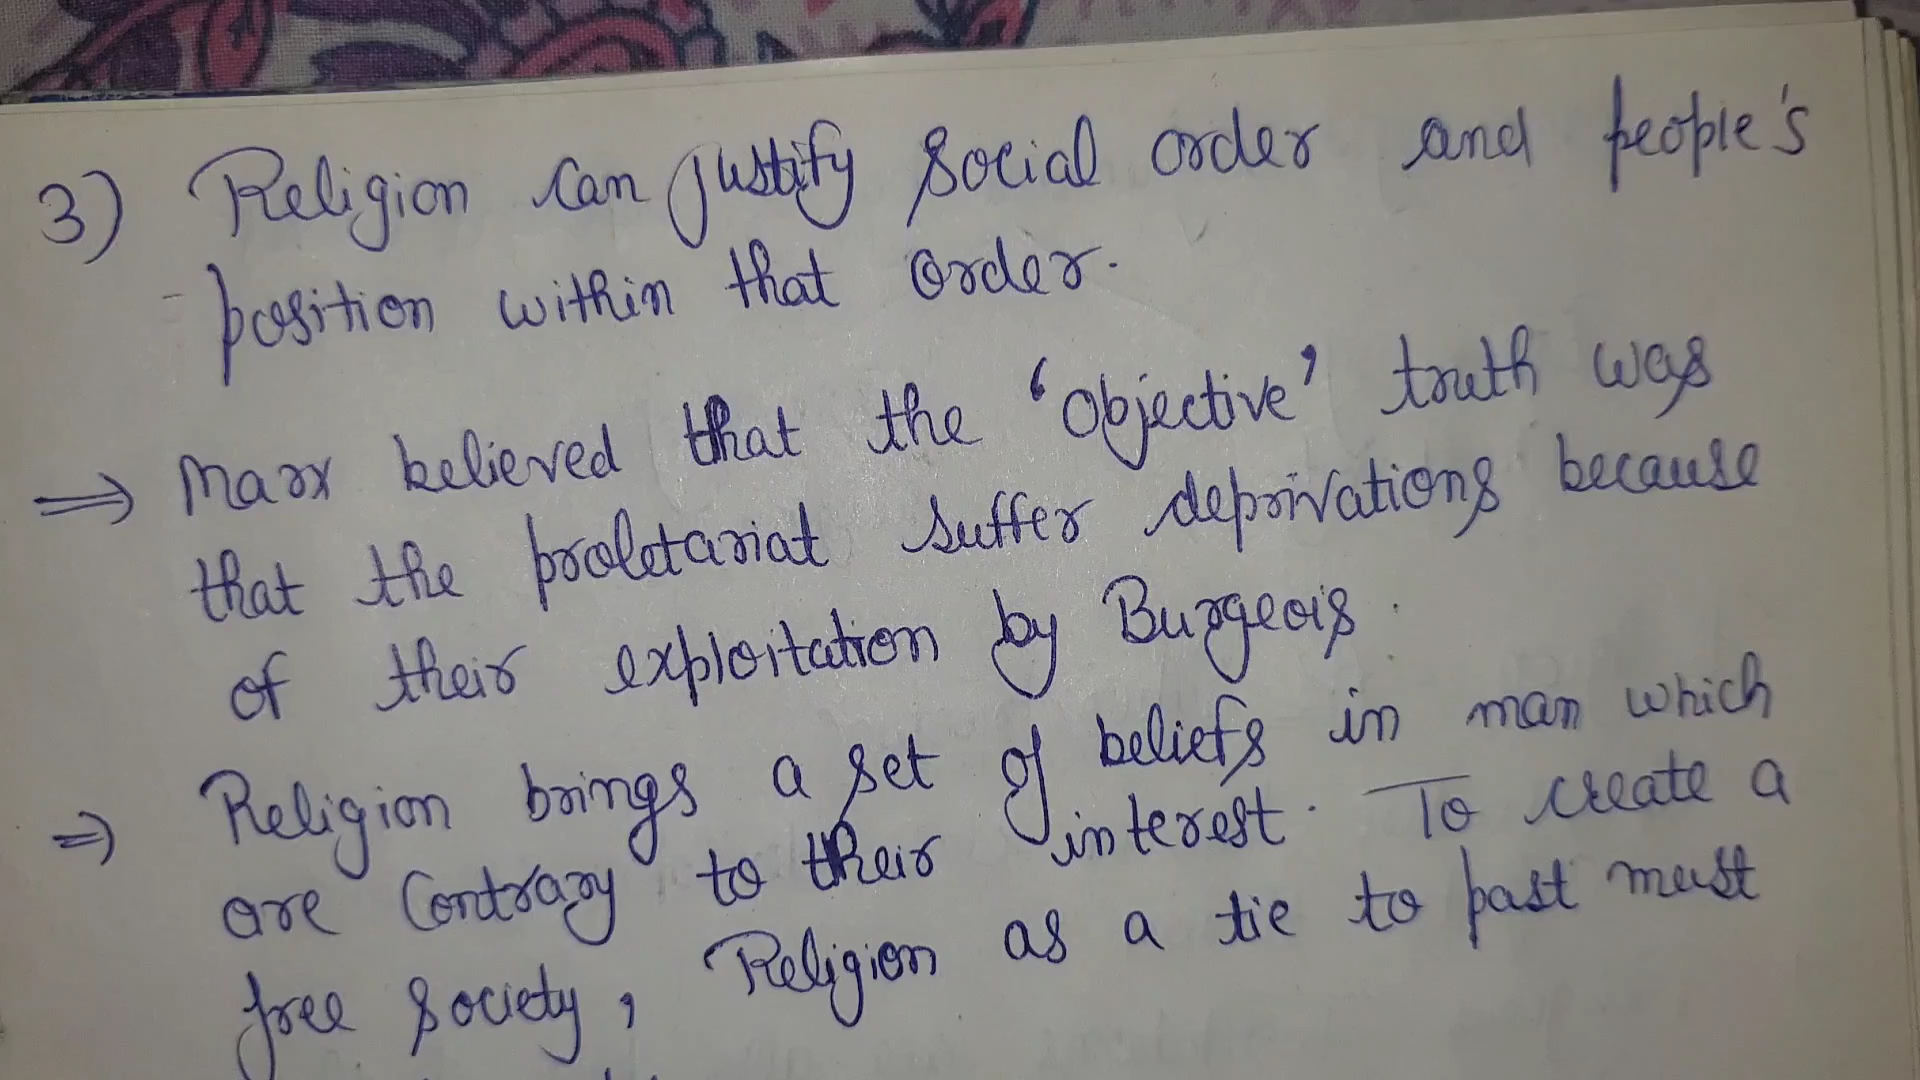 3) Religion can justify social order and people's
position within that order.
⇒ Marx believed that the 'objective' truth was
that the proletariat suffer deprivations because
of their exploitation by Burgeois.
⇒ Religion brings a set of beliefs in man which
are contrary to their interest. To create a
free society, Religion as a tie to past must